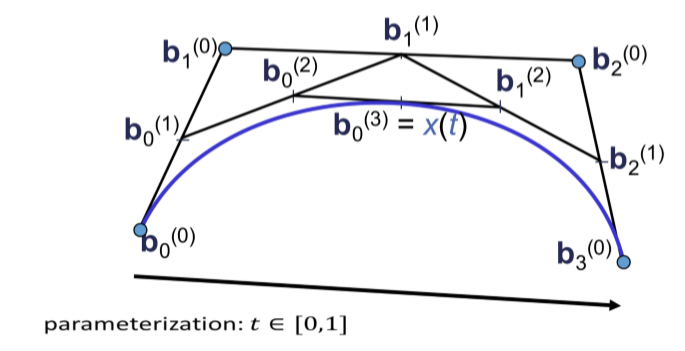 b₁⁽¹⁾
b₁⁽⁰⁾
b₂⁽⁰⁾
b₀⁽²⁾
b₁⁽²⁾
b₀⁽¹⁾
b₀⁽³⁾ = x(t)
b₂⁽¹⁾
b₀⁽⁰⁾
b₃⁽⁰⁾
parameterization: t ∈ [0,1]